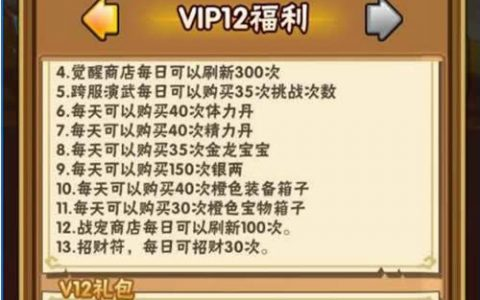 VIP12福利
4.觉醒商店每日可以刷新300次
5.跨服演武每日可以购买35次挑战次数
6.每天可以购买40次体力丹
7.每天可以购买40次精力丹
8.每天可以购买35次金龙宝宝
9.每天可以购买150次银两
10.每天可以购买40次橙色装备箱子
11.每天可以购买30次橙色宝物箱子
12.战宠商店每日可以刷新100次。
13.招财符，每日可招财30次。
V12礼包